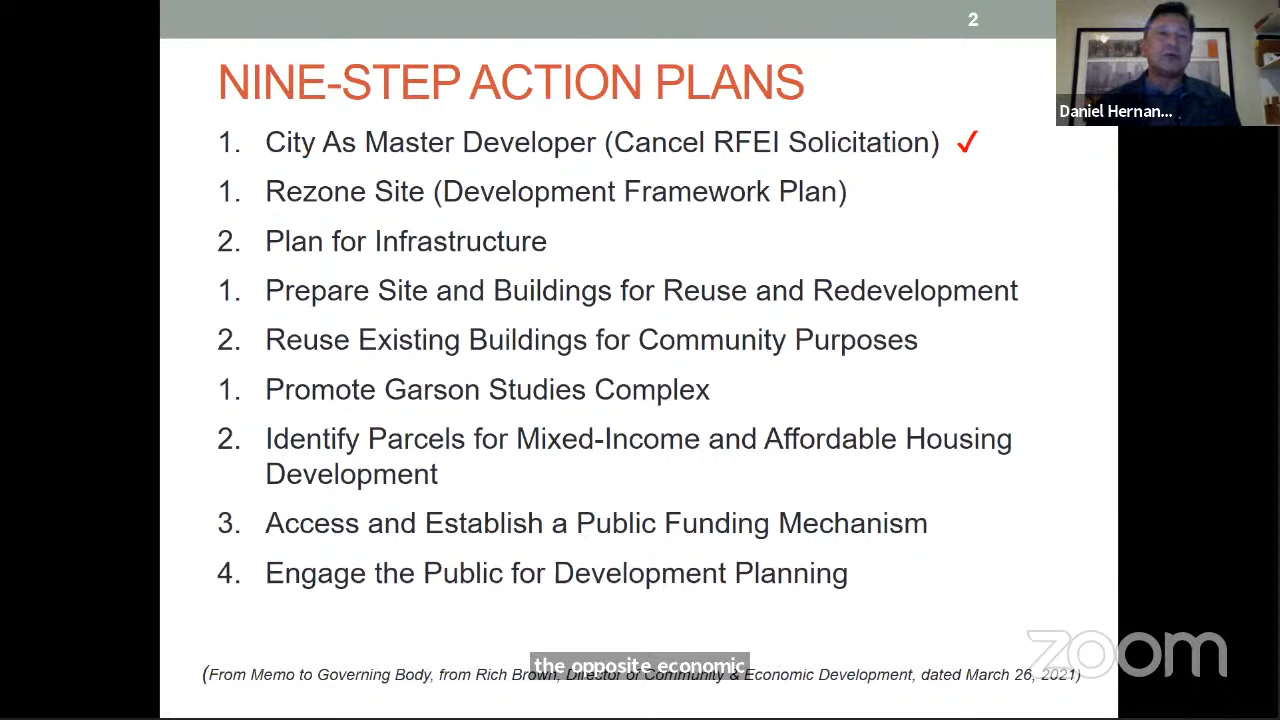 2
NINE-STEP ACTION PLANS
Daniel Hernan...
1. City As Master Developer (Cancel RFEI Solicitation) ✓
1. Rezone Site (Development Framework Plan)
2. Plan for Infrastructure
1. Prepare Site and Buildings for Reuse and Redevelopment
2. Reuse Existing Buildings for Community Purposes
1. Promote Garson Studies Complex
2. Identify Parcels for Mixed-Income and Affordable Housing
Development
3. Access and Establish a Public Funding Mechanism
4. Engage the Public for Development Planning
zoom
the opposite economic
(From Memo to Governing Body, from Rich Brown, Director of Community & Economic Development, dated March 26, 2021)